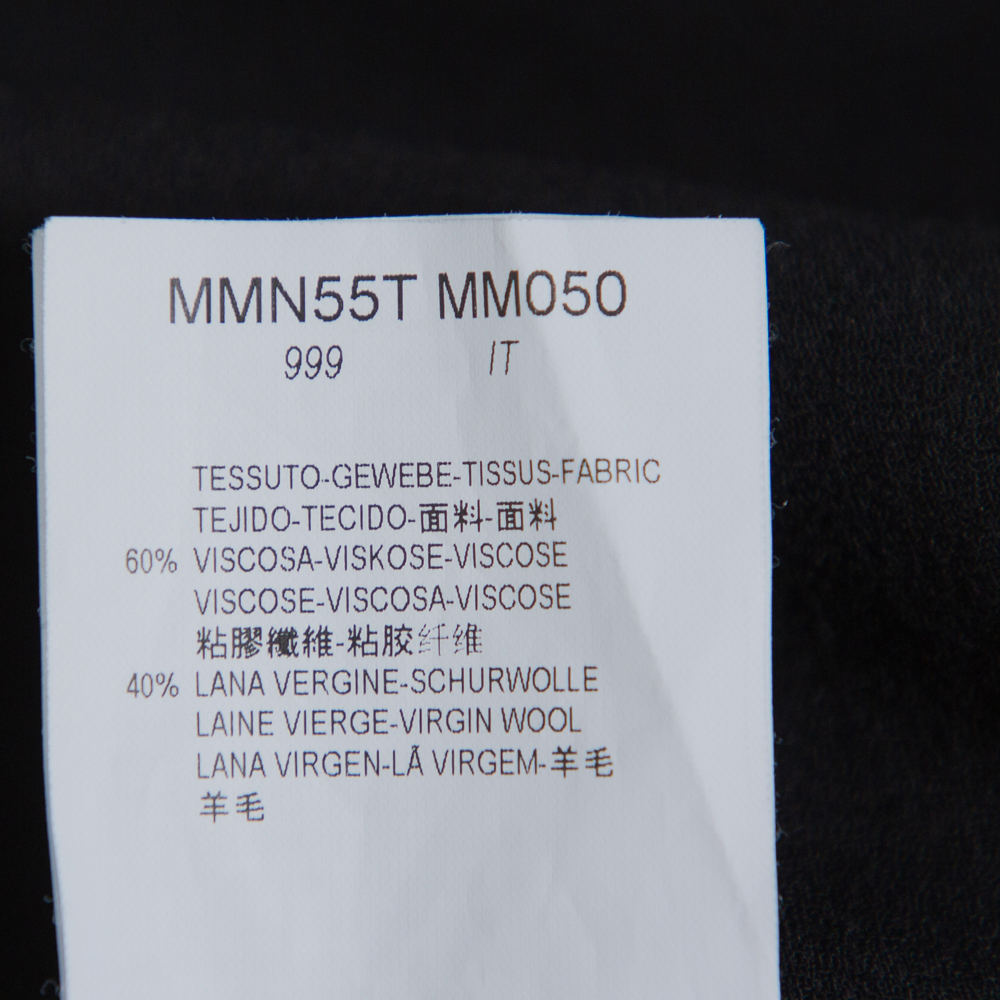 MMN55T MM050
999 IT
TESSUTO-GEWEBE-TISSUS-FABRIC
TEJIDO-TECIDO-面料-面料
60% VISCOSA-VISKOSE-VISCOSE
VISCOSE-VISCOSA-VISCOSE
粘膠纖維-粘胶纤维
40% LANA VERGINE-SCHURWOLLE
LAINE VIERGE-VIRGIN WOOL
LANA VIRGEN-LÃ VIRGEM-羊毛
羊毛